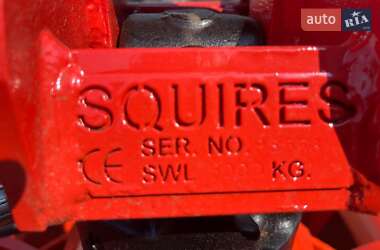 auto RIA
SQUIRES
SER. NO
CE SWL KG.